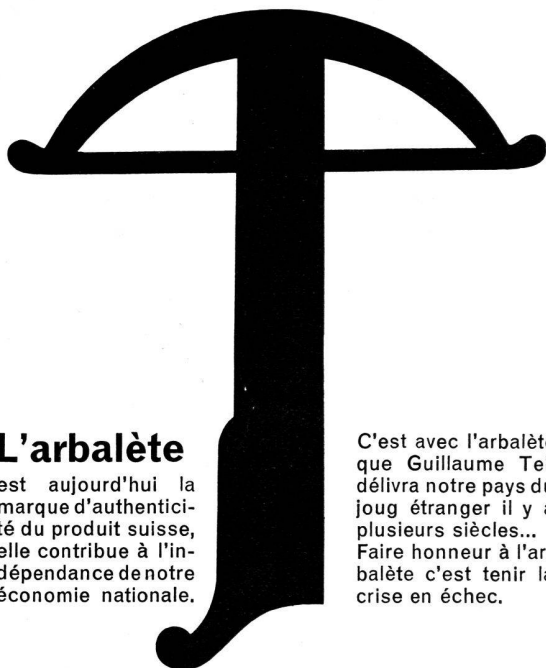 L'arbalète
est aujourd'hui la
marque d'authentici-
té du produit suisse,
elle contribue à l'in-
dépendance de notre
économie nationale.
C'est avec l'arbalète
que Guillaume Tel
délivra notre pays du
joug étranger il y a
plusieurs siècles...
Faire honneur à l'ar
balète c'est tenir la
crise en échec.